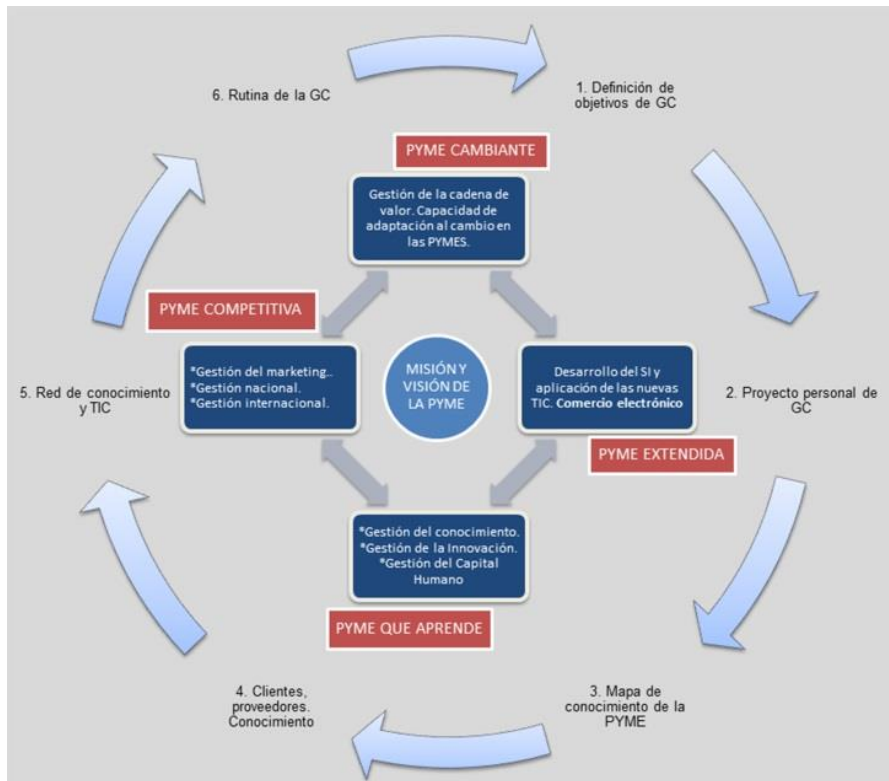 6. Rutina de la GC
1. Definición de
objetivos de GC
PYME CAMBIANTE
Gestión de la cadena de
valor. Capacidad de
adaptación al cambio en
las PYMES.
PYME COMPETITIVA
*Gestión del marketing..
*Gestión nacional.
*Gestión internacional.
MISIÓN Y
VISIÓN DE
LA PYME
Desarrollo del SI y
aplicación de las nuevas
TIC. Comercio electrónico
5. Red de conocimiento
y TIC
2. Proyecto personal de
GC
PYME EXTENDIDA
*Gestión del conocimiento.
*Gestión de la Innovación.
*Gestión del Capital
Humano
PYME QUE APRENDE
4. Clientes,
proveedores.
Conocimiento
3. Mapa de
conocimiento de la
PYME